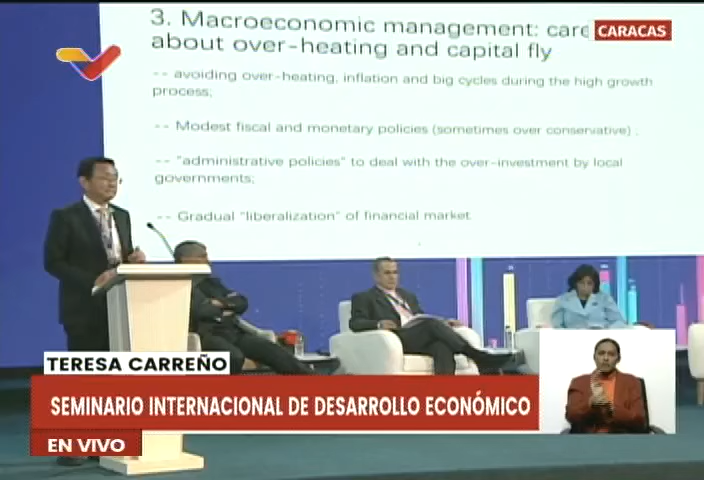 3. Macroeconomic management: care
about over-heating and capital fly
CARACAS
-- avoiding over-heating, inflation and big cycles during the high growth
process;
-- Modest fiscal and monetary policies (sometimes over conservative) ;
-- "administrative policies" to deal with the over-investment by local
governments;
-- Gradual "liberalization" of financial market.
TERESA CARREÑO
SEMINARIO INTERNACIONAL DE DESARROLLO ECONÓMICO
EN VIVO